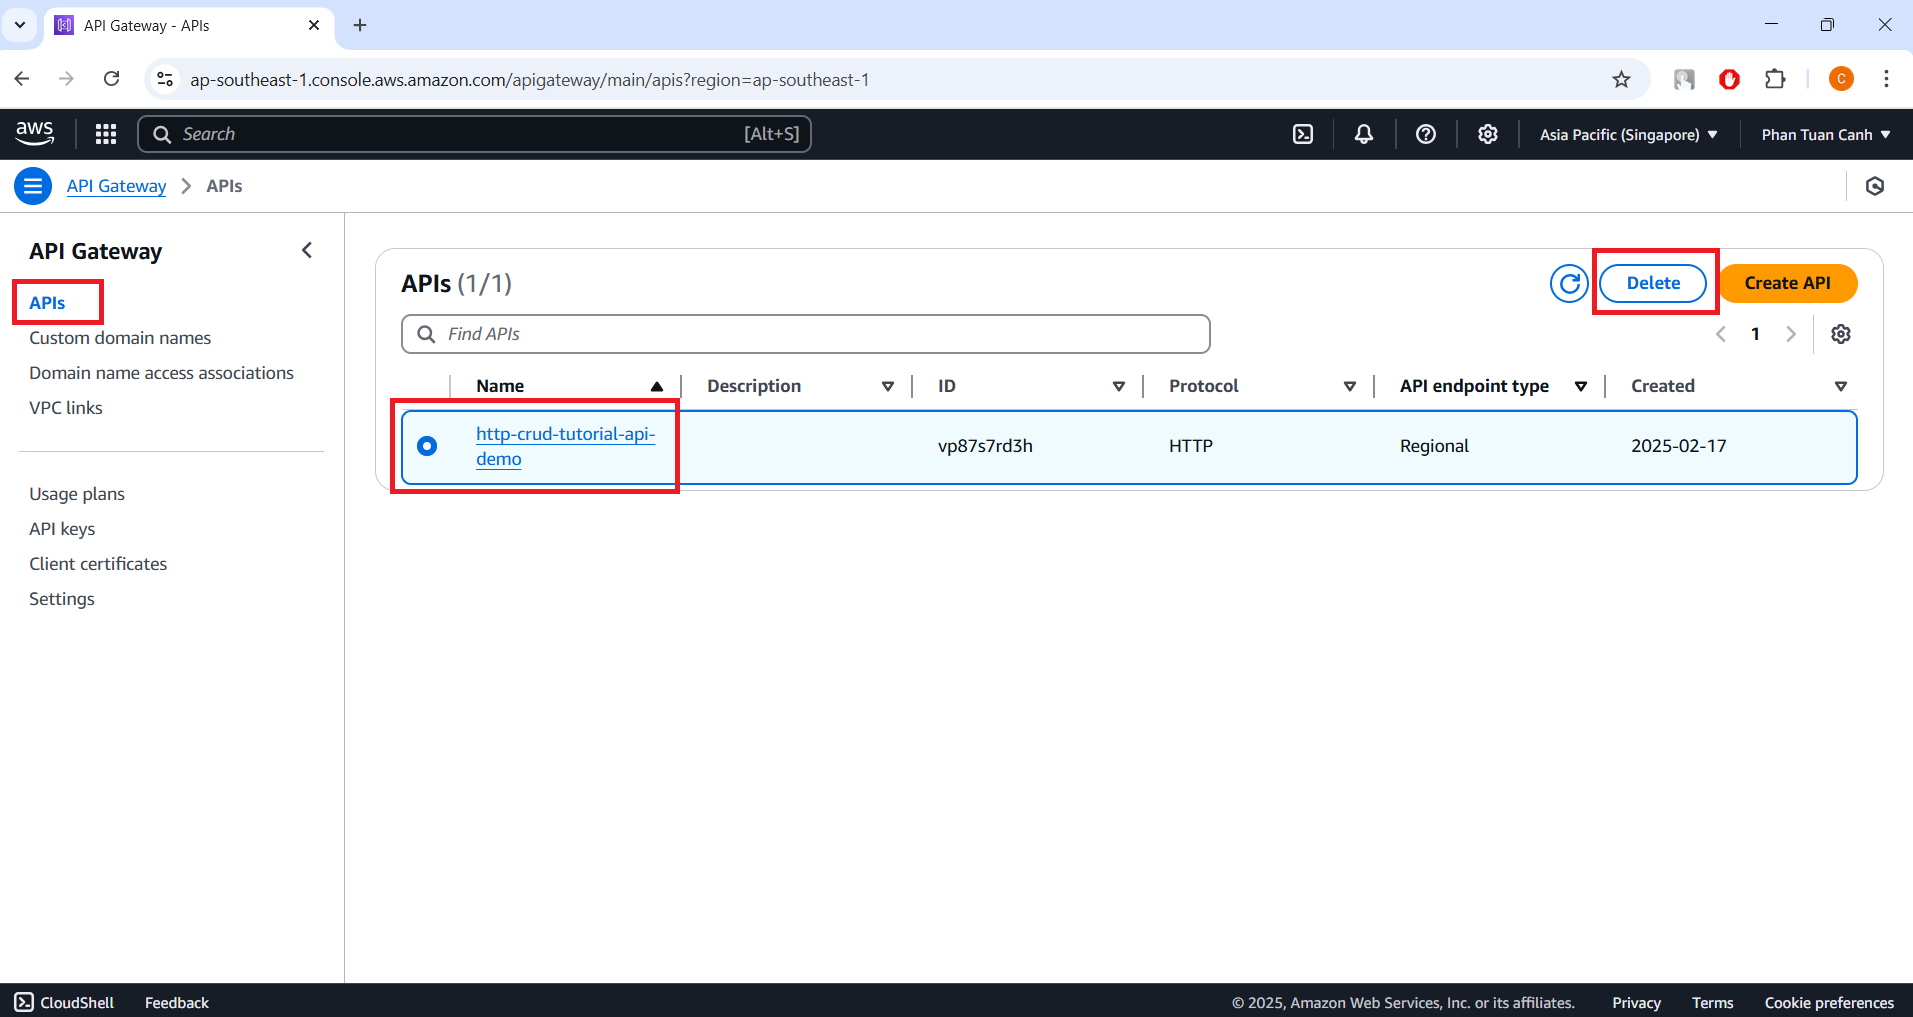 API Gateway - APIs
ap-southeast-1.console.aws.amazon.com/apigateway/main/apis?region=ap-southeast-1
C
aws
Search
[Alt+S]
Asia Pacific (Singapore)
Phan Tuan Canh
API Gateway
APIs
API Gateway
APIs
Custom domain names
Domain name access associations
VPC links
Usage plans
API keys
Client certificates
Settings
APIs (1/1)
Delete
Create API
Find APIs
1
Name
Description
ID
Protocol
API endpoint type
Created
http-crud-tutorial-api-
demo
vp87s7rd3h
HTTP
Regional
2025-02-17
CloudShell
Feedback
© 2025, Amazon Web Services, Inc. or its affiliates.
Privacy
Terms
Cookie preferences